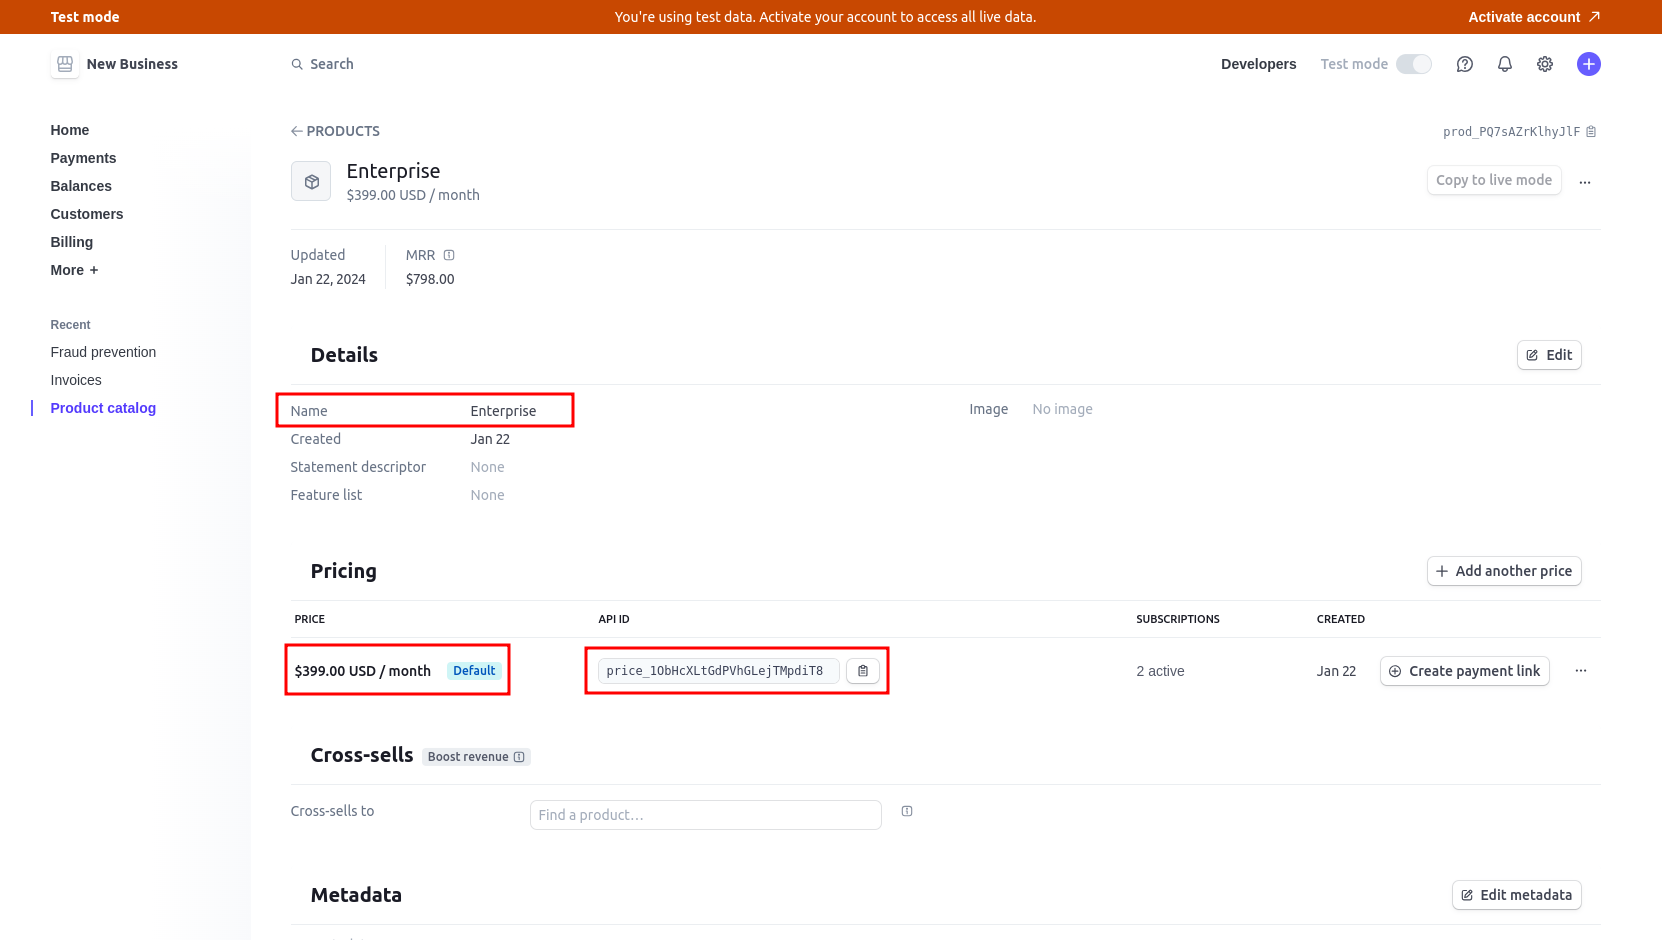 Test mode
You're using test data. Activate your account to access all live data.
Activate account
New Business
Search
Developers
Test mode
Home
Payments
Balances
Customers
Billing
More +
Recent
Fraud prevention
Invoices
Product catalog
PRODUCTS
prod_PQ7sAZrKlhyJlF
Enterprise
$399.00 USD / month
Copy to live mode
Updated
Jan 22, 2024
MRR
$798.00
Details
Edit
Name Enterprise
Created Jan 22
Statement descriptor None
Feature list None
Image No image
Pricing
Add another price
PRICE API ID SUBSCRIPTIONS CREATED
$399.00 USD / month Default price_1ObHcXLtGdPVhGLejTMpdiT8 2 active Jan 22 Create payment link
Cross-sells Boost revenue
Cross-sells to Find a product…
Metadata
Edit metadata